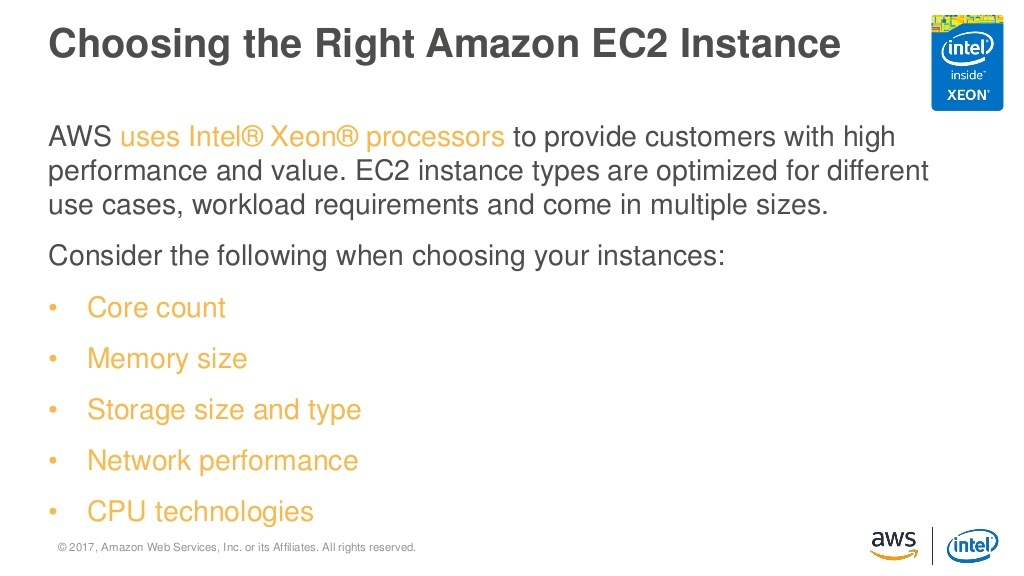 Choosing the Right Amazon EC2 Instance
intel®
inside™
XEON®
AWS uses Intel® Xeon® processors to provide customers with high
performance and value. EC2 instance types are optimized for different
use cases, workload requirements and come in multiple sizes.
Consider the following when choosing your instances:
• Core count
• Memory size
• Storage size and type
• Network performance
• CPU technologies
© 2017, Amazon Web Services, Inc. or its Affiliates. All rights reserved.
aws
intel®